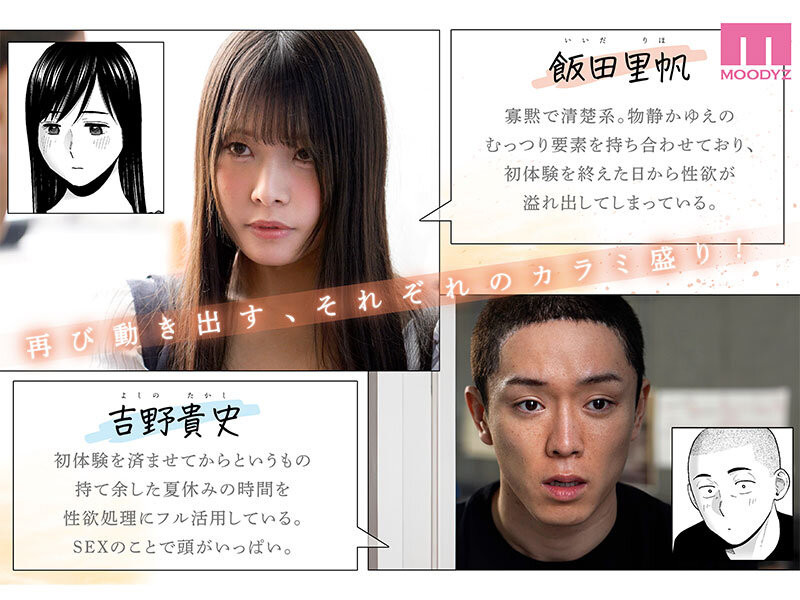 いいだ りほ
飯田里帆
MOODYZ
寡黙で清楚系。物静かゆえの
むっつり要素を持ち合わせており、
初体験を終えた日から性欲が
溢れ出してしまっている。
再び動き出す、それぞれのカラミ盛り！
よしの たかし
吉野貴史
初体験を済ませてからというもの
持て余した夏休みの時間を
性欲処理にフル活用している。
SEXのことで頭がいっぱい。